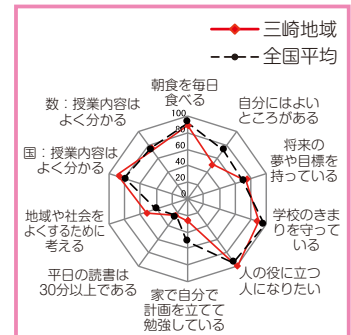 三崎地域
全国平均
朝食を毎日
食べる
自分にはよい
ところがある
将来の
夢や目標を
持っている
学校のきま
りを守って
いる
人の役に立つ
人になりたい
家で自分で
計画を立てて
勉強している
平日の読書は
30分以上である
地域や社会を
よくするために
考える
国：授業内容は
よく分かる
数：授業内容は
よく分かる
100
80
60
40
20
0